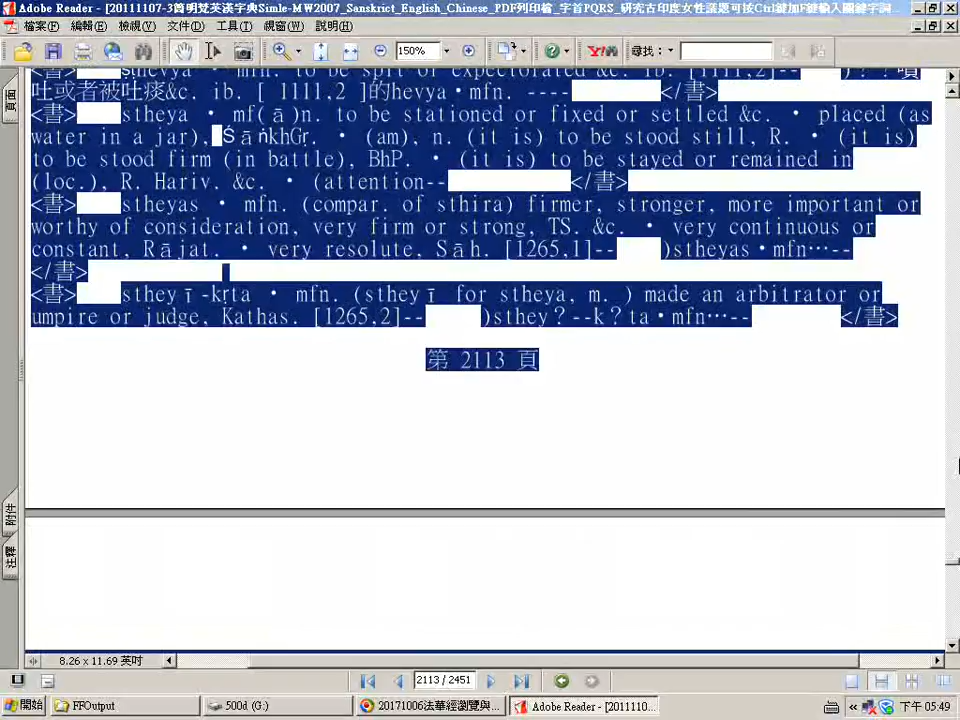 Adobe Reader - [20111107-3簡明梵英漢字典Simle-MW2007_Sanskrict_English_Chinese_PDF列印檔_字首PQRS_研究古印度女性議題可按Ctrl鍵加F鍵輸入關鍵字詞...
檔案(F) 編輯(E) 檢視(V) 文件(D) 工具(T) 視窗(W) 說明(H)
150% Y! 尋找：
頁面
<書> ṣṭhevya • mfn. to be spit or expectorated &c. ib. [1111,2]-- )？？噴
吐或者被吐痰&c. ib. [ 1111,2 ]的hevya•mfn. ---- </書>
<書> stheya • mf(ā)n. to be stationed or fixed or settled &c. • placed (as
water in a jar), ŚāṅkhGṛ. • (am), n. (it is) to be stood still, R. • (it is)
to be stood firm (in battle), BhP. • (it is) to be stayed or remained in
(loc.), R. Hariv. &c. • (attention-- </書>
<書> stheyas • mfn. (compar. of sthira) firmer, stronger, more important or
worthy of consideration, very firm or strong, TS. &c. • very continuous or
constant, Rājat. • very resolute, Sāh. [1265,1]-- )stheyas•mfn…--
</書>
<書> stheyī-kṛta • mfn. (stheyī for stheya, m. ) made an arbitrator or
umpire or judge, Kathas. [1265,2]-- )sthey？--k？ta•mfn…-- </書>
第 2113 頁
附件
注釋
8.26 x 11.69 英吋
2113 / 2451
開始 FFOutput 500d (G:) 20171006法華經瀏覽與... Adobe Reader - [2011110... « 下午 05:49